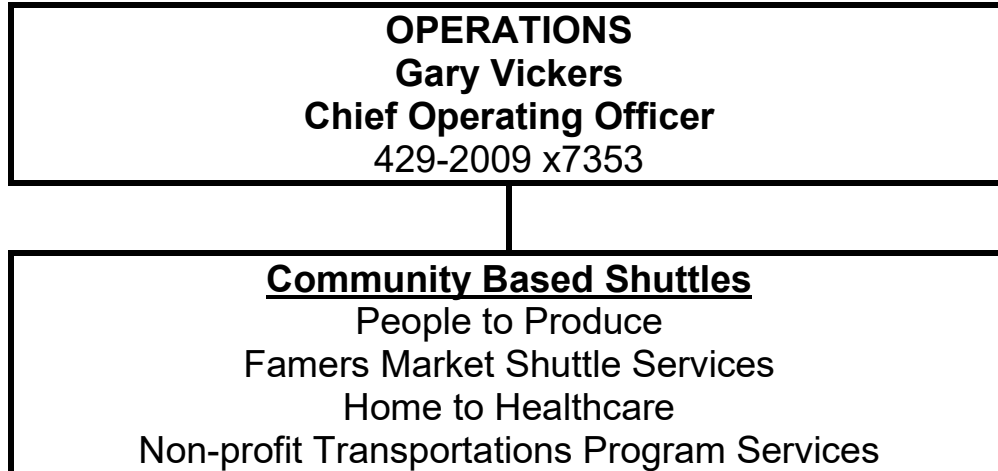 OPERATIONS
Gary Vickers
Chief Operating Officer
429-2009 x7353
Community Based Shuttles
People to Produce
Famers Market Shuttle Services
Home to Healthcare
Non-profit Transportations Program Services